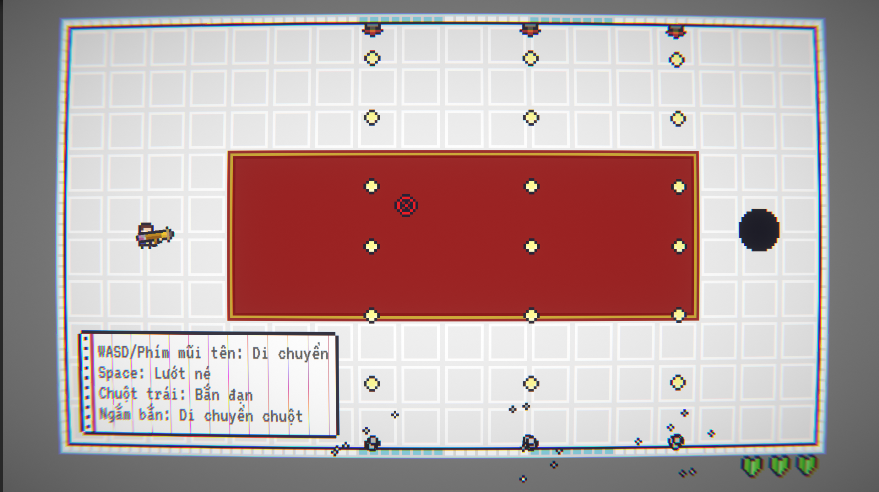 WASD/Phím mũi tên: Di chuyển
Space: Lướt né
Chuột trái: Bắn đạn
Ngắm bắn: Di chuyển chuột